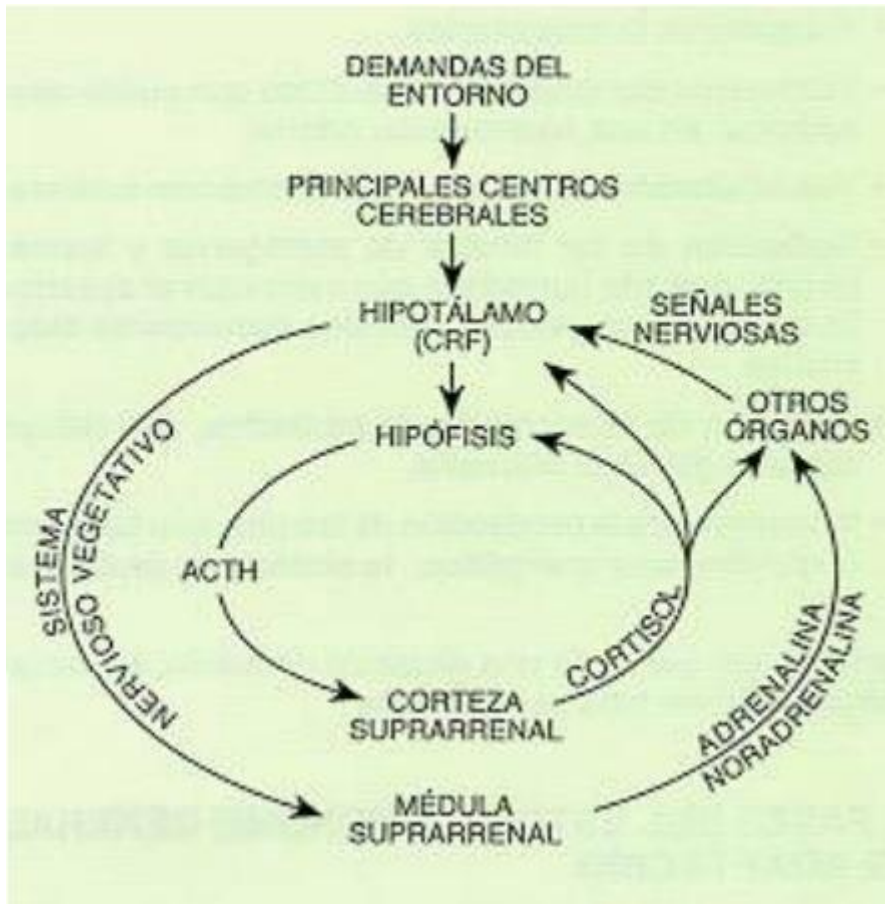 DEMANDAS DEL
ENTORNO
PRINCIPALES CENTROS
CEREBRALES
HIPOTÁLAMO
(CRF)
SEÑALES
NERVIOSAS
OTROS
ÓRGANOS
HIPÓFISIS
SISTEMA
NERVIOSO VEGETATIVO
ACTH
CORTISOL
CORTEZA
SUPRARRENAL
ADRENALINA
NORADRENALINA
MÉDULA
SUPRARRENAL